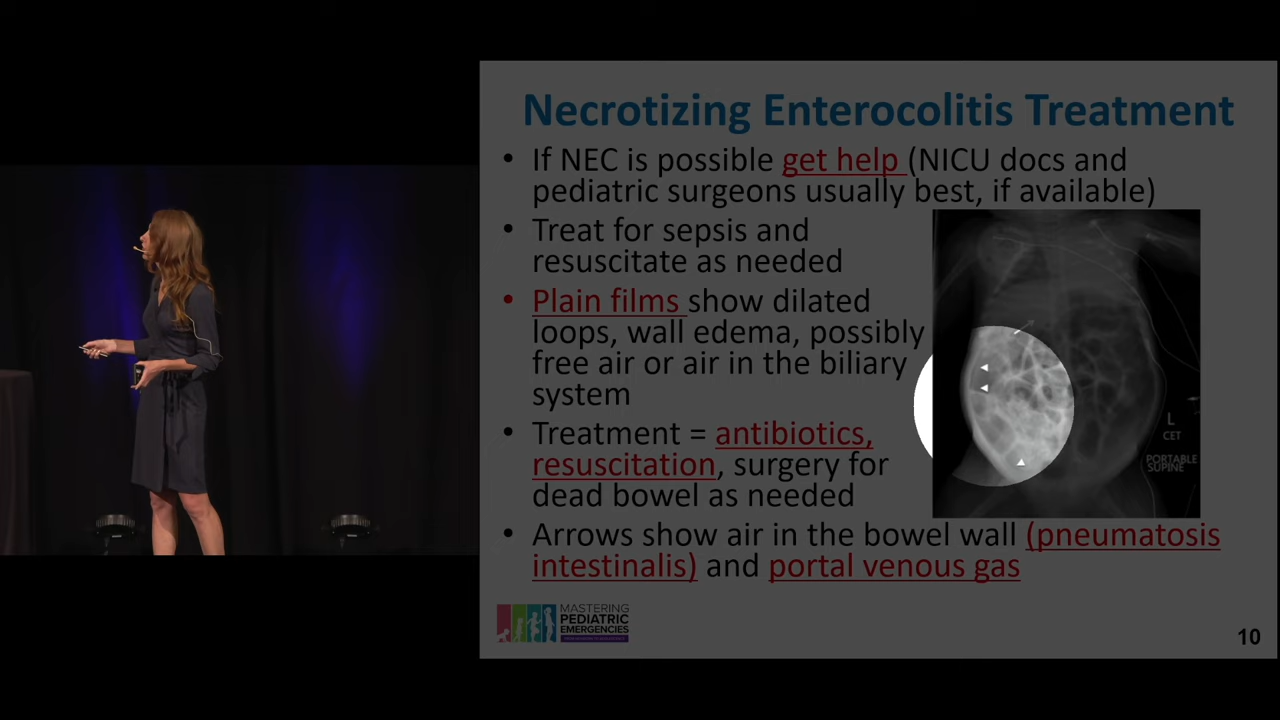 Necrotizing Enterocolitis Treatment
• If NEC is possible get help (NICU docs and
pediatric surgeons usually best, if available)
• Treat for sepsis and
resuscitate as needed
• Plain films show dilated
loops, wall edema, possibly
free air or air in the biliary
system
• Treatment = antibiotics,
resuscitation, surgery for
dead bowel as needed
• Arrows show air in the bowel wall (pneumatosis
intestinalis) and portal venous gas
L
CET
PORTABLE
SUPINE
MASTERING
PEDIATRIC
EMERGENCIES
10